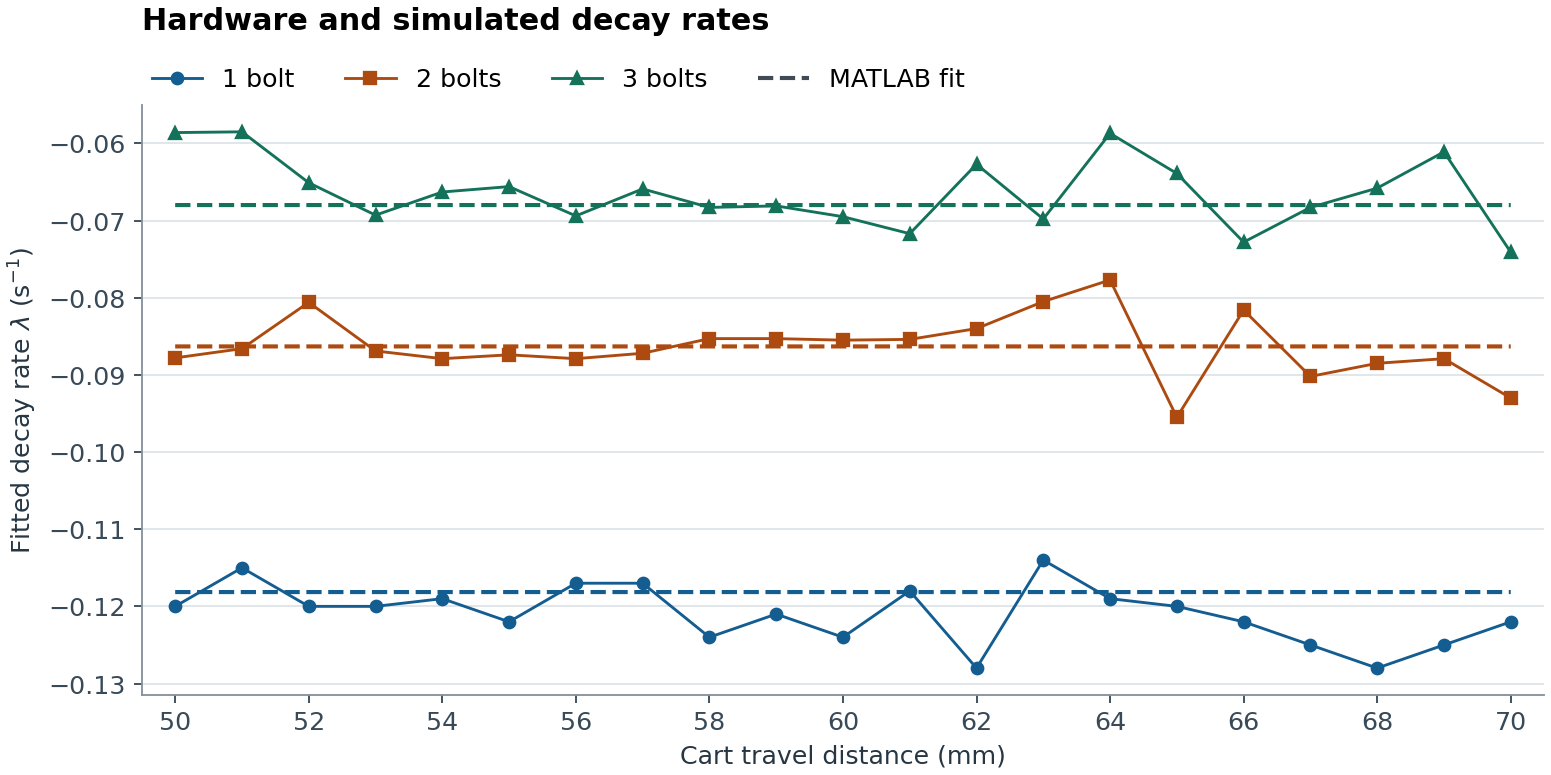 Hardware and simulated decay rates
1 bolt 2 bolts 3 bolts MATLAB fit
−0.06
−0.07
−0.08
−0.09
−0.10
−0.11
−0.12
−0.13
Fitted decay rate λ (s⁻¹)
50 52 54 56 58 60 62 64 66 68 70
Cart travel distance (mm)